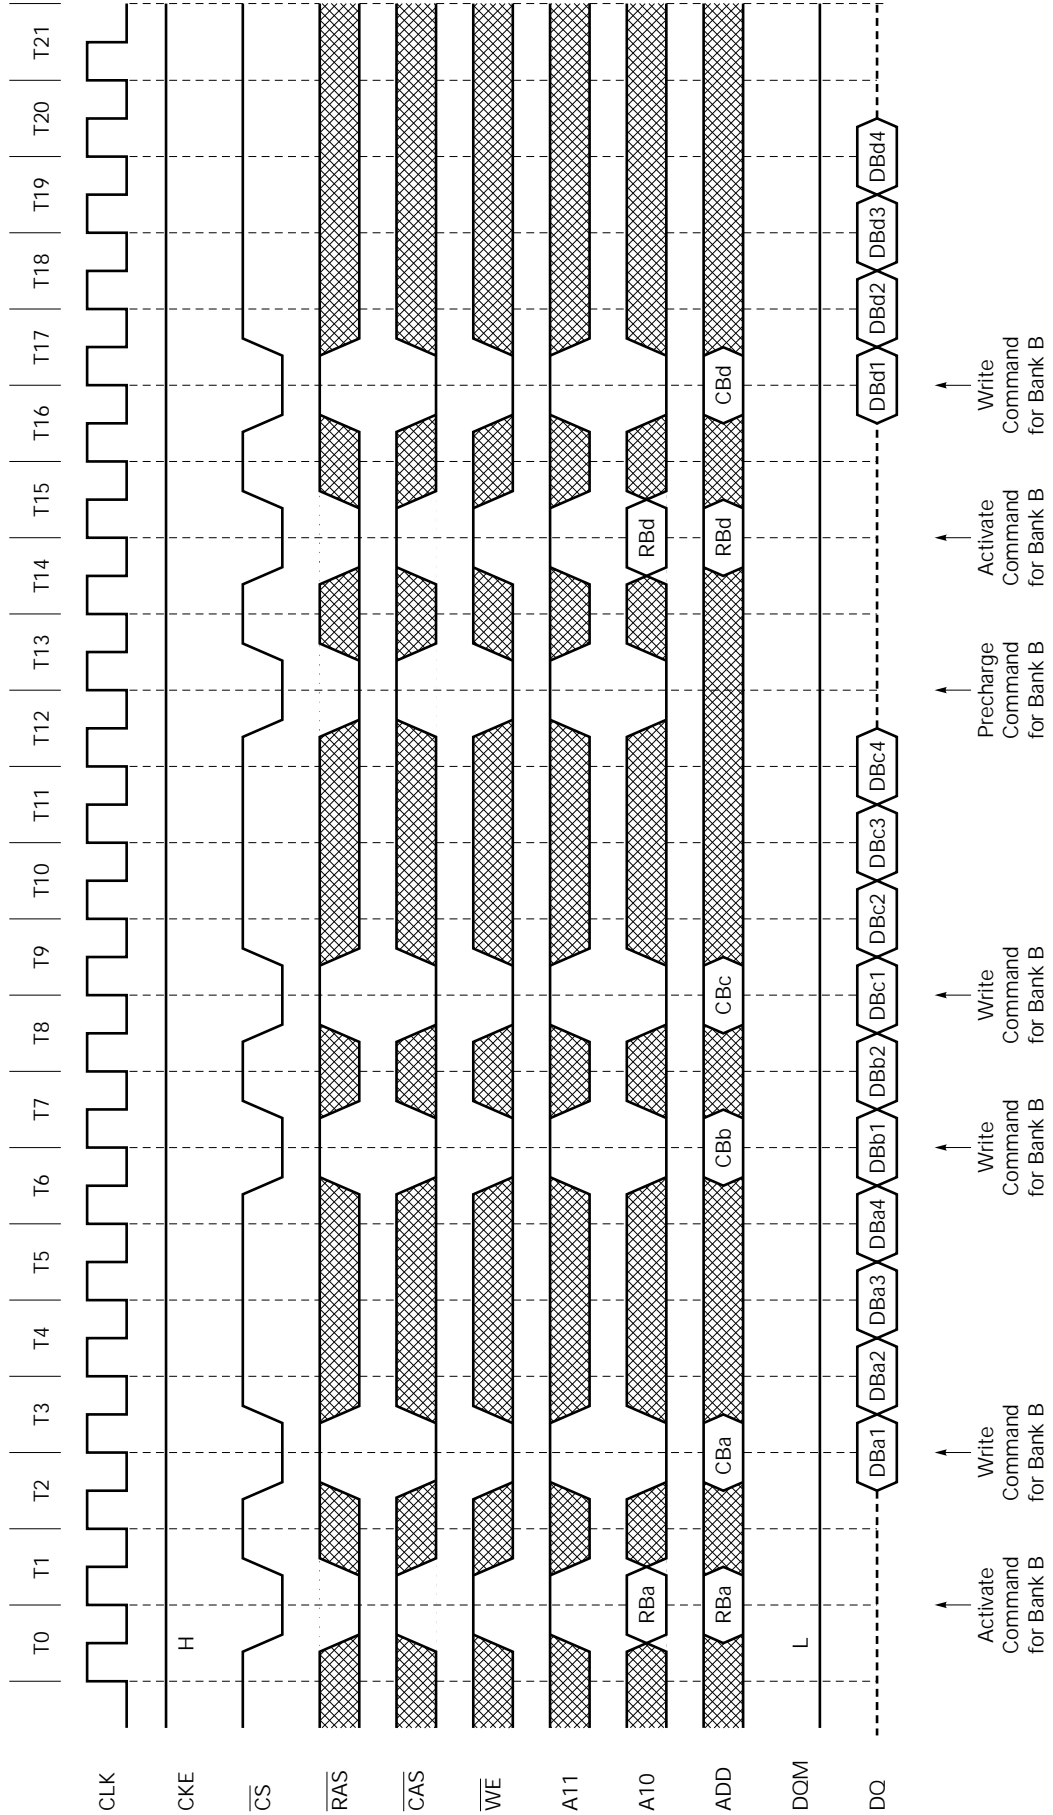 T0 T1 T2 T3 T4 T5 T6 T7 T8 T9 T10 T11 T12 T13 T14 T15 T16 T17 T18 T19 T20 T21
CLK
CKE H
CS
RAS
CAS
WE
A11
A10 RBa RBd
ADD RBa CBa CBb CBc RBd CBd
DQM L
DQ DBa1 DBa2 DBa3 DBa4 DBb1 DBb2 DBc1 DBc2 DBc3 DBc4 DBd1 DBd2 DBd3 DBd4
Activate
Command
for Bank B
Write
Command
for Bank B
Write
Command
for Bank B
Write
Command
for Bank B
Precharge
Command
for Bank B
Activate
Command
for Bank B
Write
Command
for Bank B